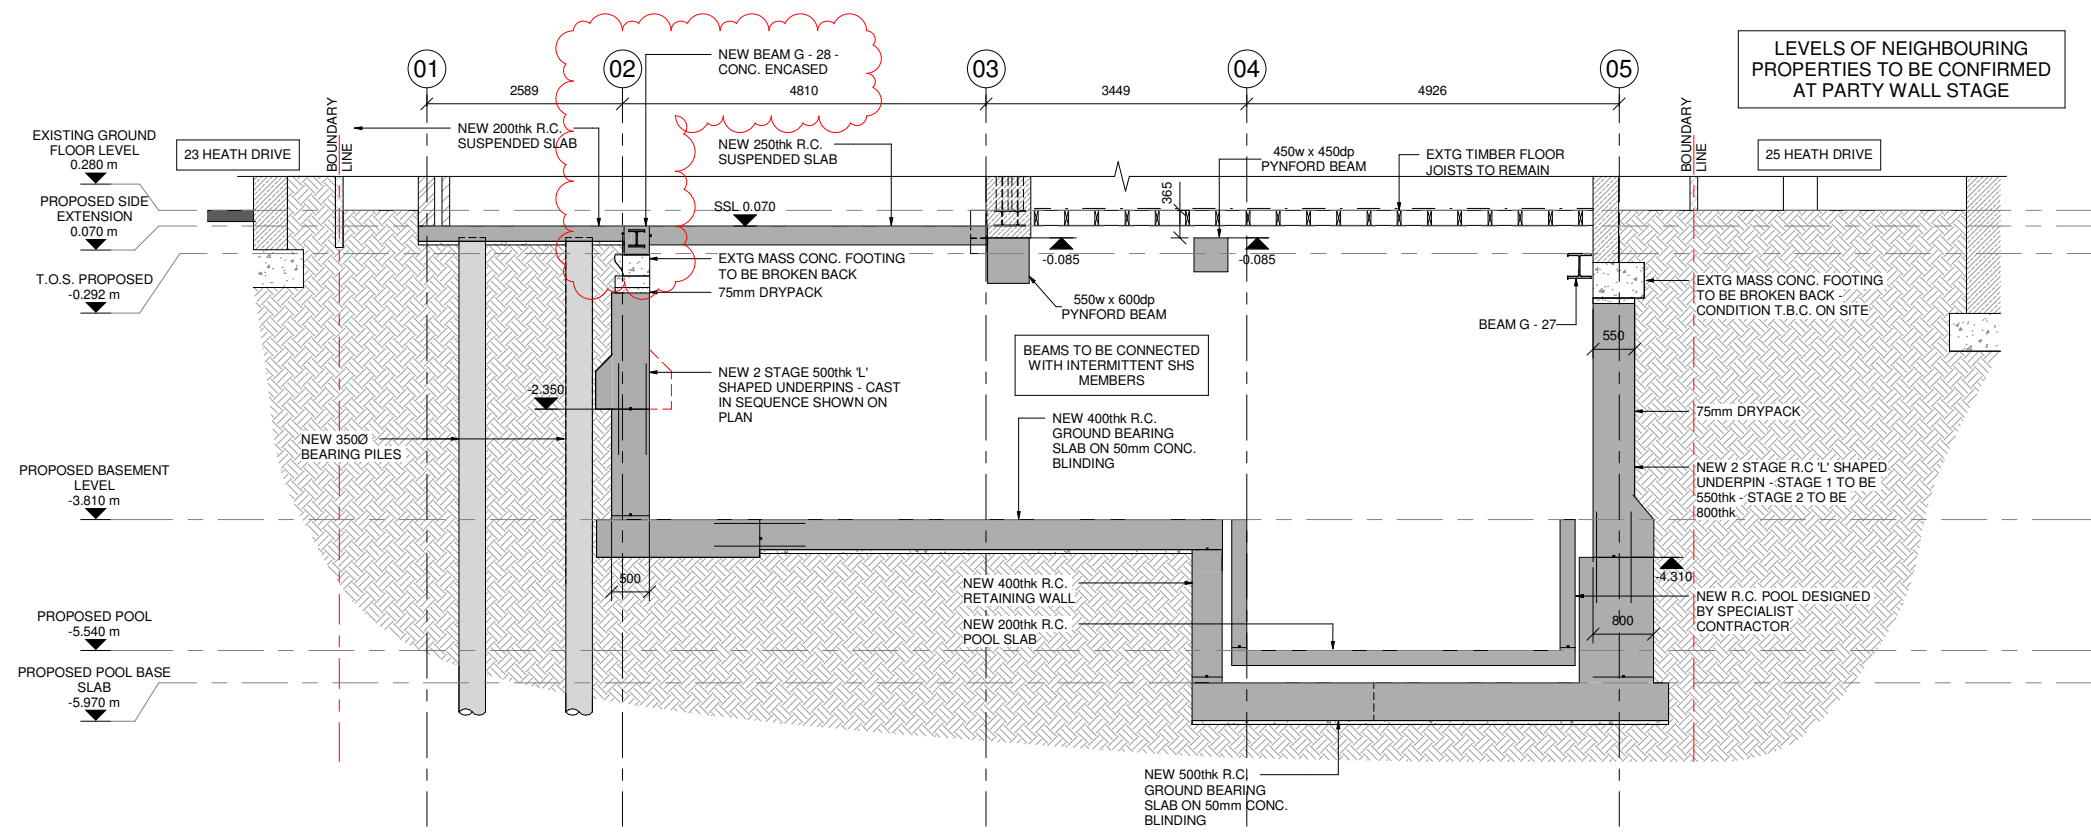 LEVELS OF NEIGHBOURING
PROPERTIES TO BE CONFIRMED
AT PARTY WALL STAGE
01
02
03
04
05
2589
4810
3449
4926
NEW BEAM G - 28 -
CONC. ENCASED
EXISTING GROUND
FLOOR LEVEL
0.280 m
23 HEATH DRIVE
BOUNDARY
LINE
NEW 200thk R.C.
SUSPENDED SLAB
NEW 250thk R.C.
SUSPENDED SLAB
450w x 450dp
PYNFORD BEAM
EXTG TIMBER FLOOR
JOISTS TO REMAIN
BOUNDARY
LINE
25 HEATH DRIVE
PROPOSED SIDE
EXTENSION
0.070 m
SSL 0.070
365
T.O.S. PROPOSED
-0.292 m
EXTG MASS CONC. FOOTING
TO BE BROKEN BACK
75mm DRYPACK
-0.085
-0.085
550w x 600dp
PYNFORD BEAM
BEAM G - 27
EXTG MASS CONC. FOOTING
TO BE BROKEN BACK -
CONDITION T.B.C. ON SITE
550
BEAMS TO BE CONNECTED
WITH INTERMITTENT SHS
MEMBERS
NEW 2 STAGE 500thk 'L'
SHAPED UNDERPINS - CAST
IN SEQUENCE SHOWN ON
PLAN
-2.350
NEW 350Ø
BEARING PILES
NEW 400thk R.C.
GROUND BEARING
SLAB ON 50mm CONC.
BLINDING
75mm DRYPACK
PROPOSED BASEMENT
LEVEL
-3.810 m
NEW 2 STAGE R.C 'L' SHAPED
UNDERPIN - STAGE 1 TO BE
550thk - STAGE 2 TO BE
800thk
500
NEW 400thk R.C.
RETAINING WALL
-4.310
NEW R.C. POOL DESIGNED
BY SPECIALIST
CONTRACTOR
NEW 200thk R.C.
POOL SLAB
800
PROPOSED POOL
-5.540 m
PROPOSED POOL BASE
SLAB
-5.970 m
NEW 500thk R.C.
GROUND BEARING
SLAB ON 50mm CONC.
BLINDING